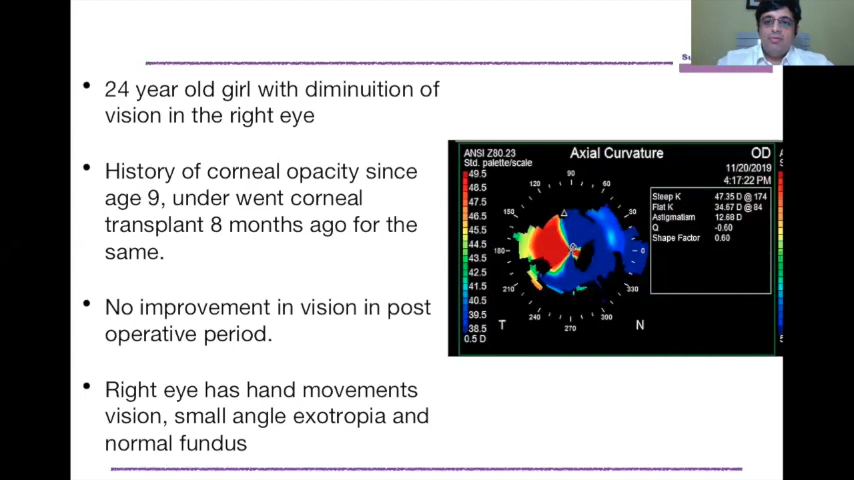 Su
• 24 year old girl with diminuition of
vision in the right eye
• History of corneal opacity since
age 9, under went corneal
transplant 8 months ago for the
same.
• No improvement in vision in post
operative period.
• Right eye has hand movements
vision, small angle exotropia and
normal fundus
ANSI Z80.23
Std. palette/scale
Axial Curvature
OD
11/20/2019
4:17:22 PM
49.5
48.5
47.5
46.5
45.5
44.5
43.5
42.5
41.5
40.5
39.5
38.5
0.5 D
90
120
60
150
30
180
0
210
330
240
300
270
T
N
Steep K 47.35 D @ 174
Flat K 34.67 D @ 84
Astigmatism 12.68 D
Q -0.60
Shape Factor 0.60